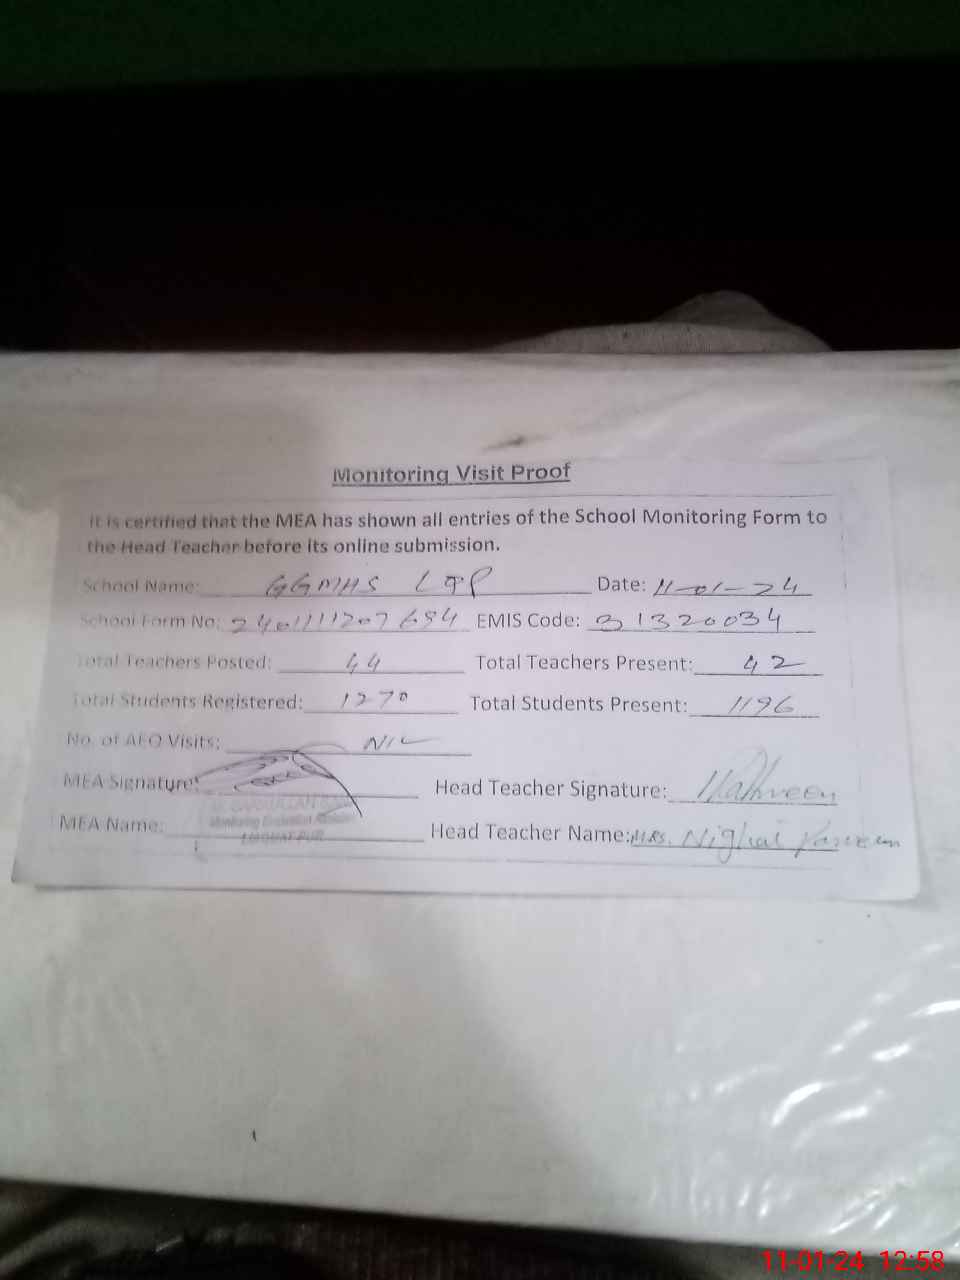 Monitoring Visit Proof
It is certified that the MEA has shown all entries of the School Monitoring Form to
the Head Teacher before its online submission.
School Name: GGMHS LQP Date: 11-01-24
School Form No: 2401111207684 EMIS Code: 31320034
Total Teachers Posted: 44 Total Teachers Present: 42
Total Students Registered: 1270 Total Students Present: 1196
No. of AEO Visits: NIL
MEA Signature: Head Teacher Signature:
Monitoring Evaluation
MEA Name: Head Teacher Name: MRS. Nighat Parveen
11-01-24 12:58